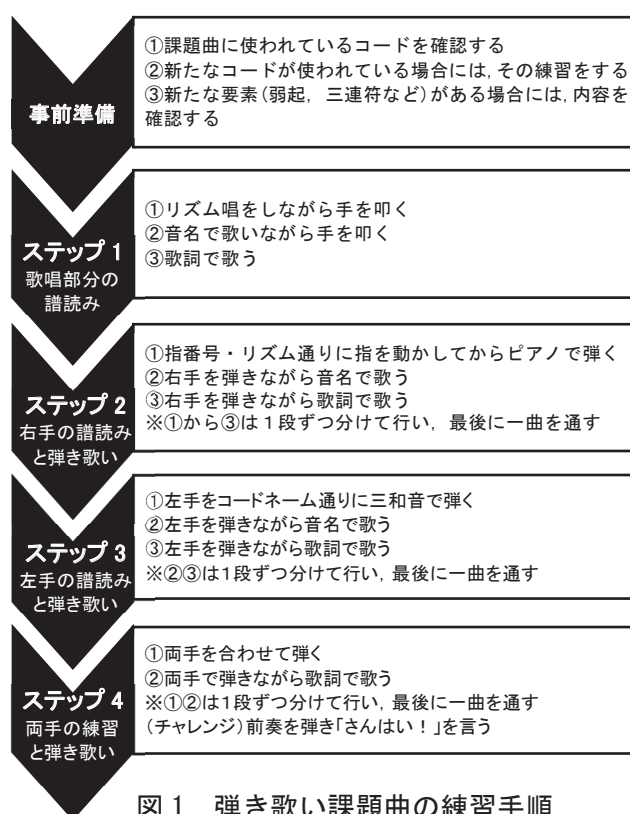 事前準備
①課題曲に使われているコードを確認する
②新たなコードが使われている場合には，その練習をする
③新たな要素（弱起， 三連符など）がある場合には，内容を
確認する
ステップ 1
歌唱部分の
譜読み
①リズム唱をしながら手を叩く
②音名で歌いながら手を叩く
③歌詞で歌う
ステップ 2
右手の譜読み
と弾き歌い
①指番号・リズム通りに指を動かしてからピアノで弾く
②右手を弾きながら音名で歌う
③右手を弾きながら歌詞で歌う
※①から③は１段ずつ分けて行い， 最後に一曲を通す
ステップ 3
左手の譜読み
と弾き歌い
①左手をコードネーム通りに三和音で弾く
②左手を弾きながら音名で歌う
③左手を弾きながら歌詞で歌う
※②③は1段ずつ分けて行い，最後に一曲を通す
ステップ 4
両手の練習
と弾き歌い
①両手を合わせて弾く
②両手で弾きながら歌詞で歌う
※①②は１段ずつ分けて行い，最後に一曲を通す
（チャレンジ）前奏を弾き「さんはい！」を言う
図１ 弾き歌い課題曲の練習手順